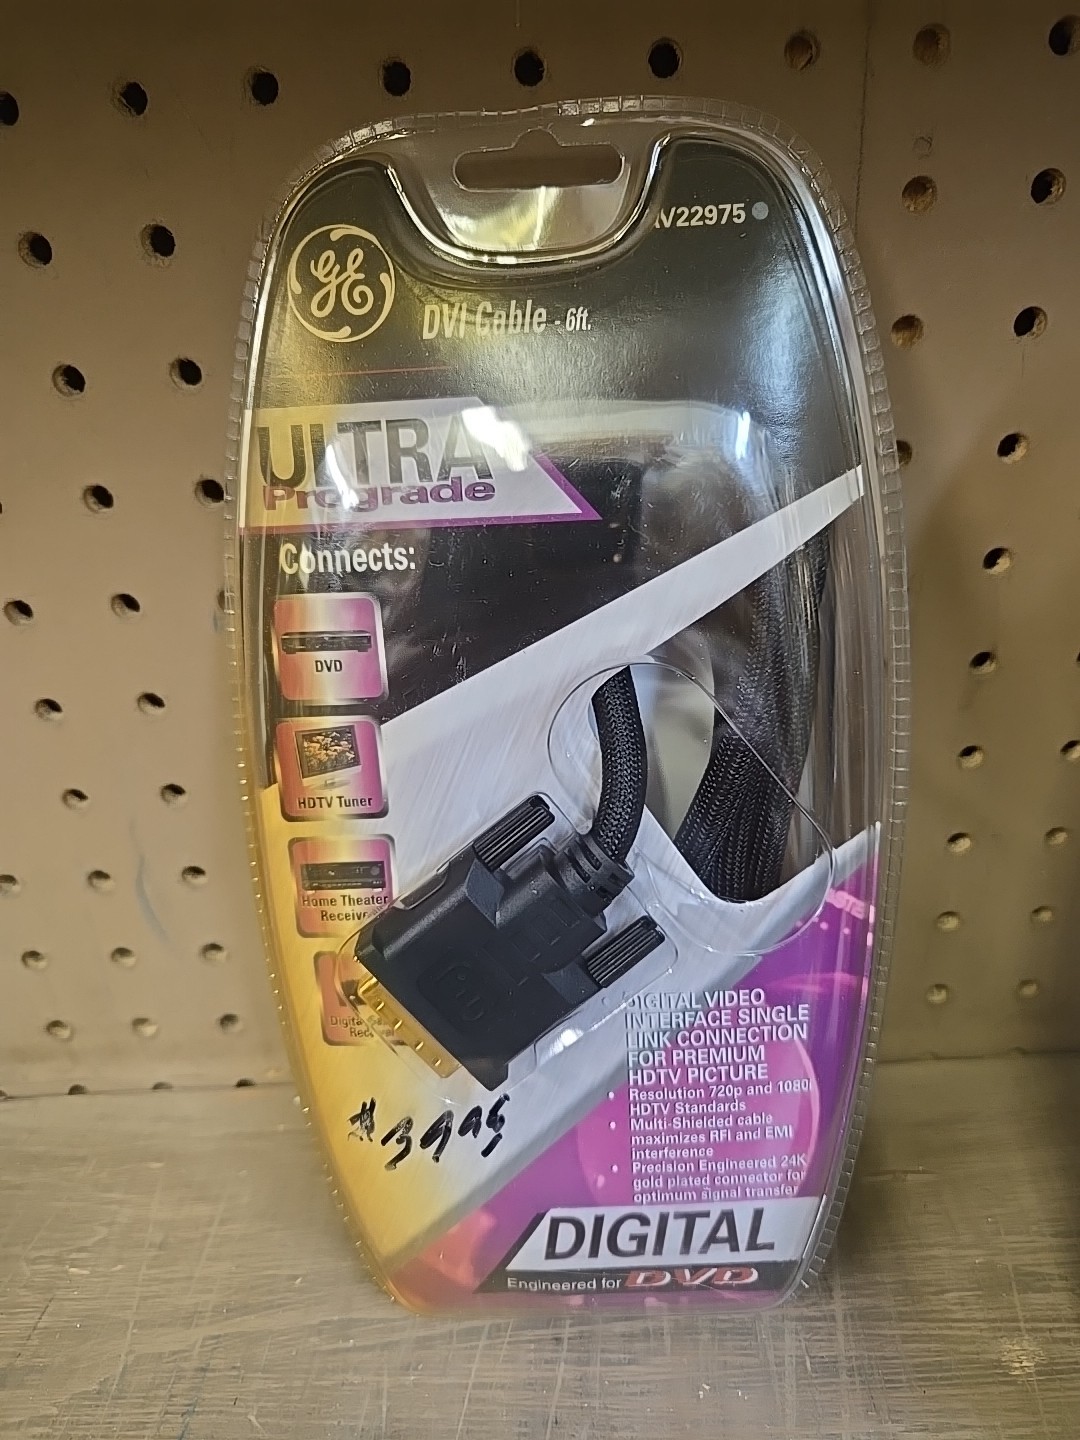 AV22975
GE
DVI Cable - 6ft.
ULTRA
Prograde
Connects:
DVD
HDTV Tuner
Home Theater
Receiver
DIGITAL VIDEO
INTERFACE SINGLE
LINK CONNECTION
FOR PREMIUM
HDTV PICTURE
• Resolution 720p and 1080i
HDTV Standards
• Multi-Shielded cable
maximizes RFI and EMI
interference
• Precision Engineered 24K
gold plated connector for
optimum signal transfer
3995
DIGITAL
Engineered for DVD